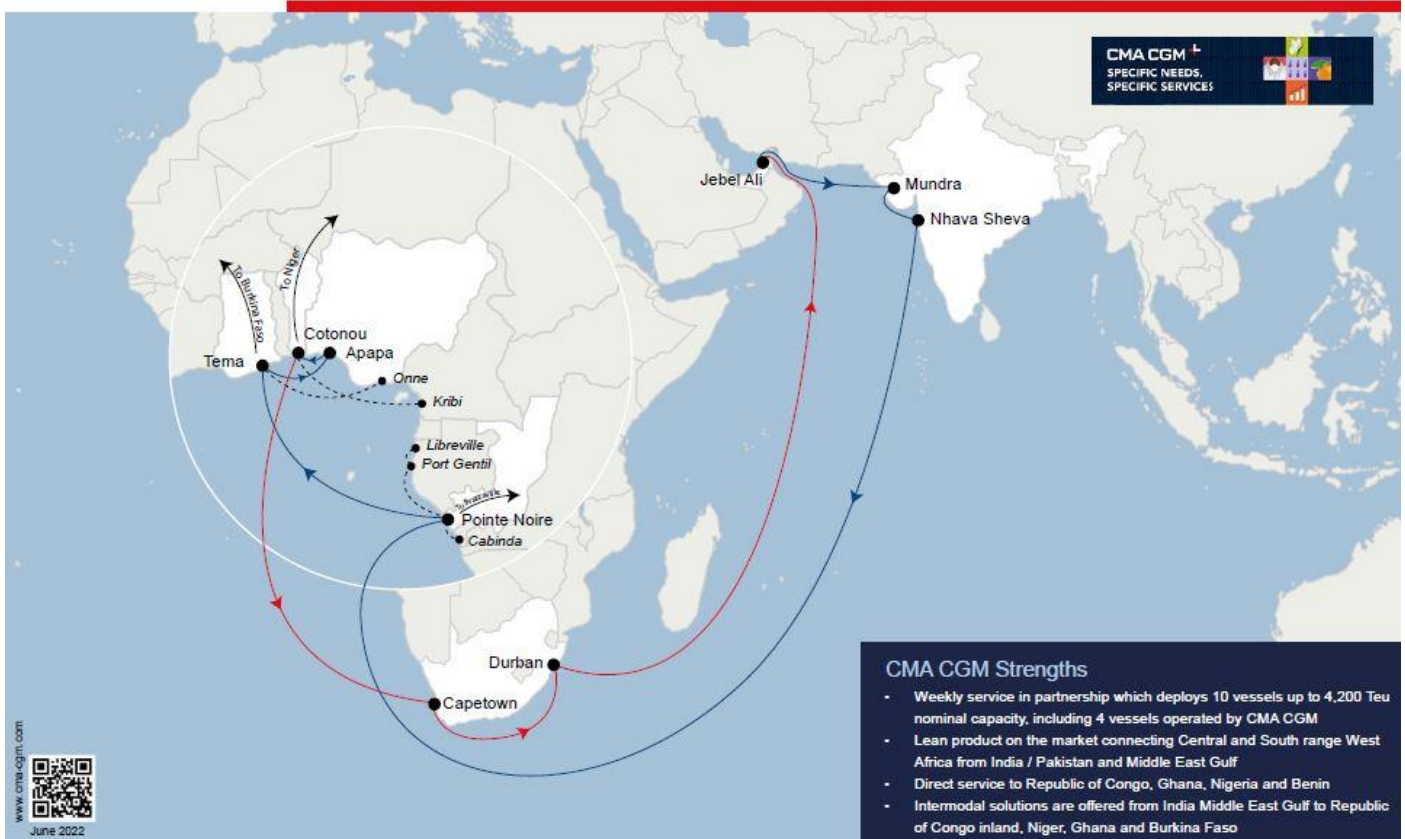 CMA CGM +
SPECIFIC NEEDS,
SPECIFIC SERVICES
Jebel Ali
Mundra
Nhava Sheva
To Burkina Faso
To Niger
Cotonou
Tema
Apapa
Onne
Kribi
Libreville
Port Gentil
To Brazzaville
Pointe Noire
Cabinda
Durban
Capetown
CMA CGM Strengths
- Weekly service in partnership which deploys 10 vessels up to 4,200 Teu
nominal capacity, including 4 vessels operated by CMA CGM
- Lean product on the market connecting Central and South range West
Africa from India / Pakistan and Middle East Gulf
- Direct service to Republic of Congo, Ghana, Nigeria and Benin
- Intermodal solutions are offered from India Middle East Gulf to Republic
of Congo inland, Niger, Ghana and Burkina Faso
www.cma-cgm.com
June 2022